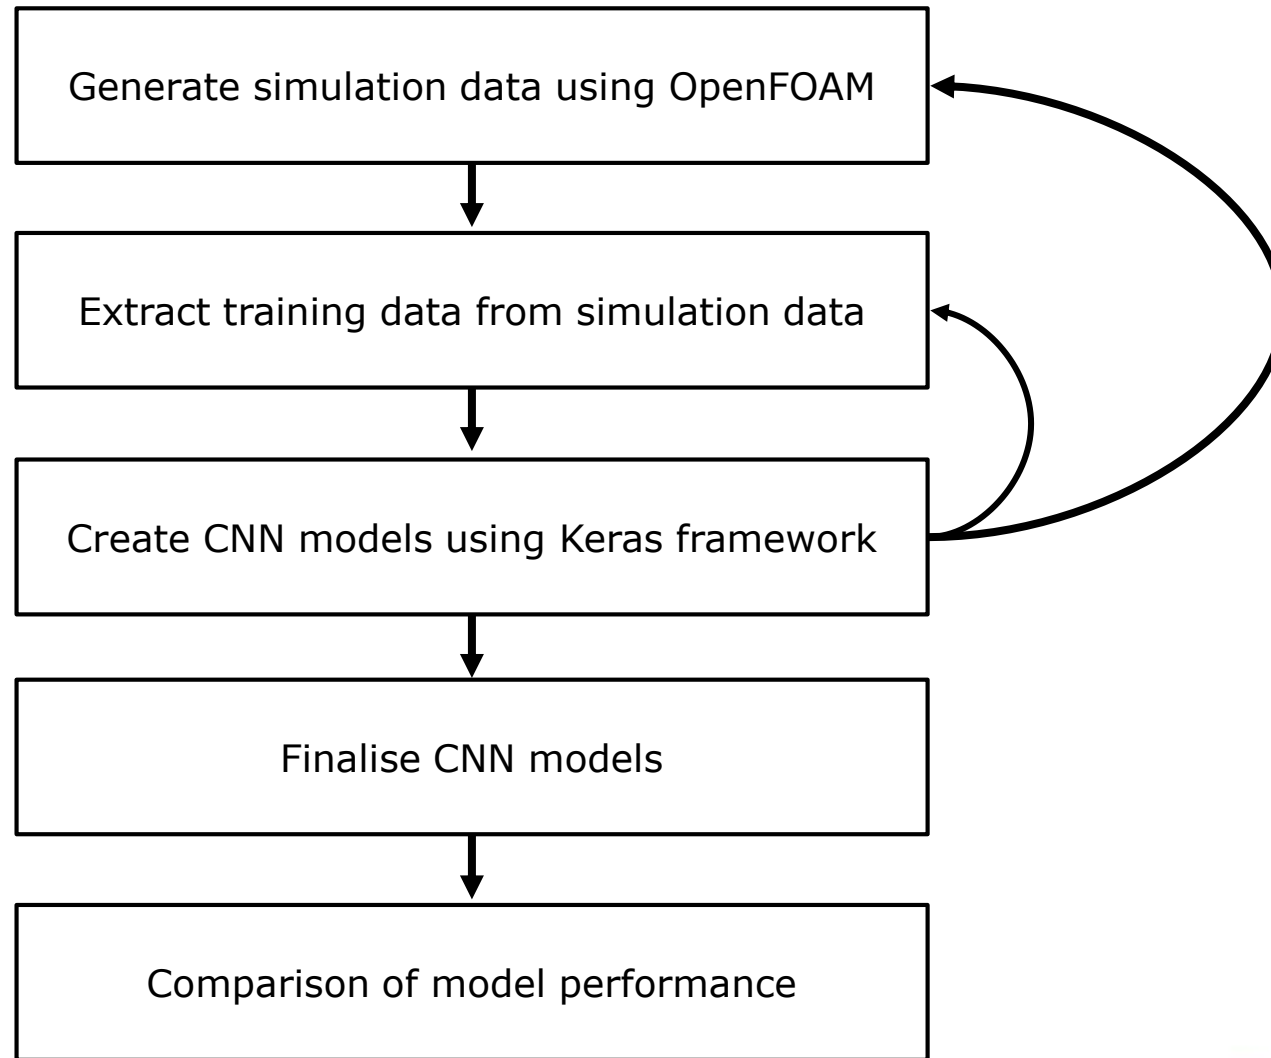 Generate simulation data using OpenFOAM
Extract training data from simulation data
Create CNN models using Keras framework
Finalise CNN models
Comparison of model performance